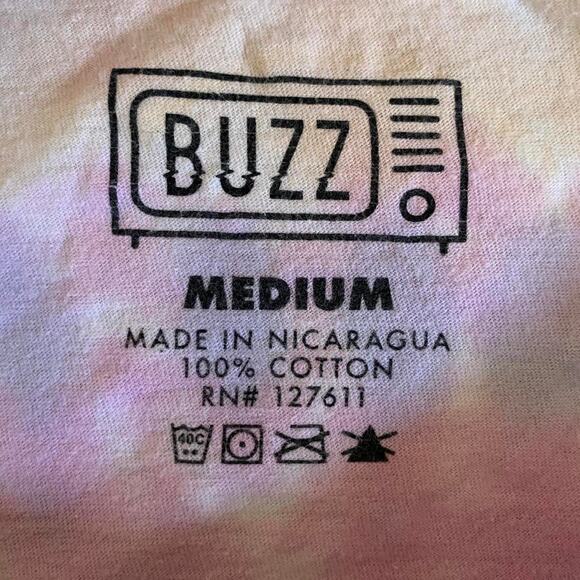 BUZZ
MEDIUM
MADE IN NICARAGUA
100% COTTON
RN# 127611
40C